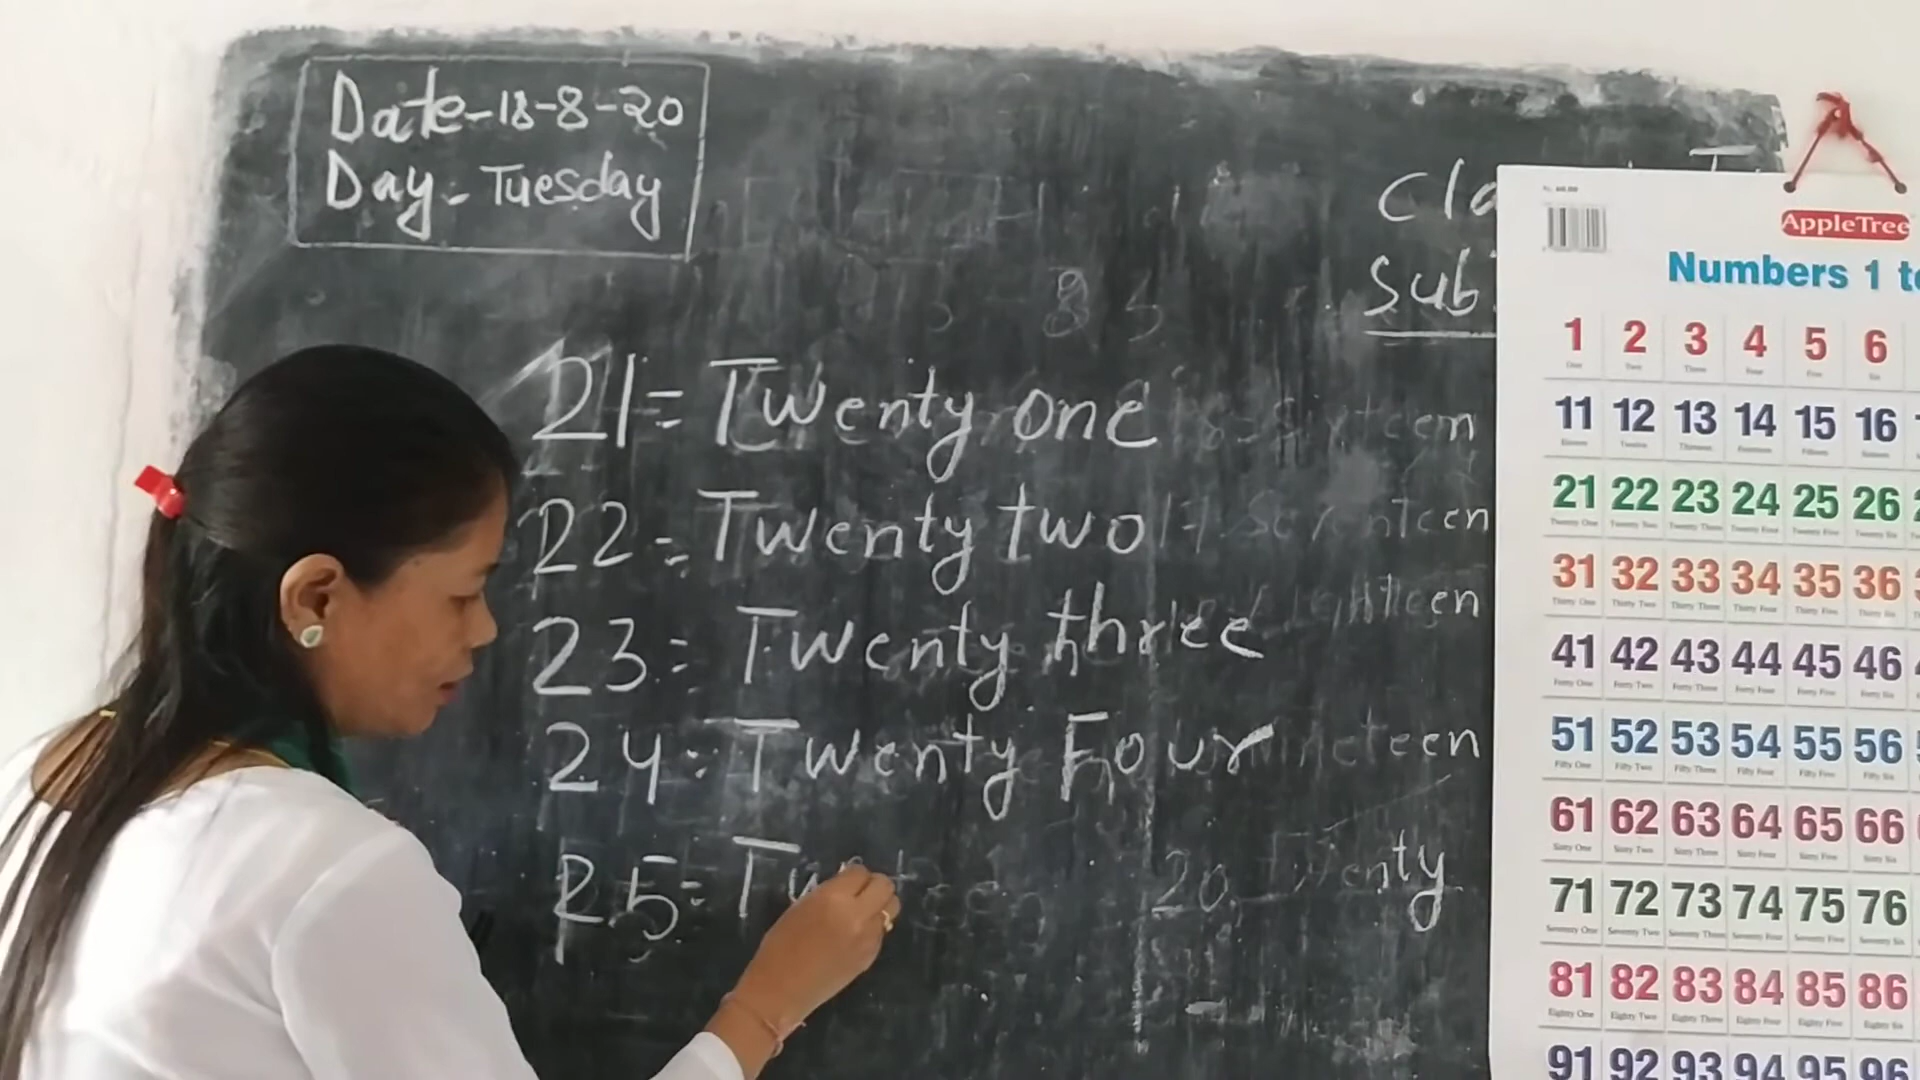 Date-18-8-20
Day- Tuesday
Sub
21= Twenty one
22= Twenty two
23= Twenty three
24= Twenty Four
25= Tw
Sixteen
Seventeen
Eighteen
Nineteen
20, Twenty
AppleTree
Numbers 1 to
1 2 3 4 5 6
One Two Three Four Five Six
11 12 13 14 15 16
Eleven Twelve Thirteen Fourteen Fifteen Sixteen
21 22 23 24 25 26
Twenty One Twenty Two Twenty Three Twenty Four Twenty Five Twenty Six
31 32 33 34 35 36
Thirty One Thirty Two Thirty Three Thirty Four Thirty Five Thirty Six
41 42 43 44 45 46
Forty One Forty Two Forty Three Forty Four Forty Five Forty Six
51 52 53 54 55 56
Fifty One Fifty Two Fifty Three Fifty Four Fifty Five Fifty Six
61 62 63 64 65 66
Sixty One Sixty Two Sixty Three Sixty Four Sixty Five Sixty Six
71 72 73 74 75 76
Seventy One Seventy Two Seventy Three Seventy Four Seventy Five Seventy Six
81 82 83 84 85 86
Eighty One Eighty Two Eighty Three Eighty Four Eighty Five Eighty Six
91 92 93 94 95 96